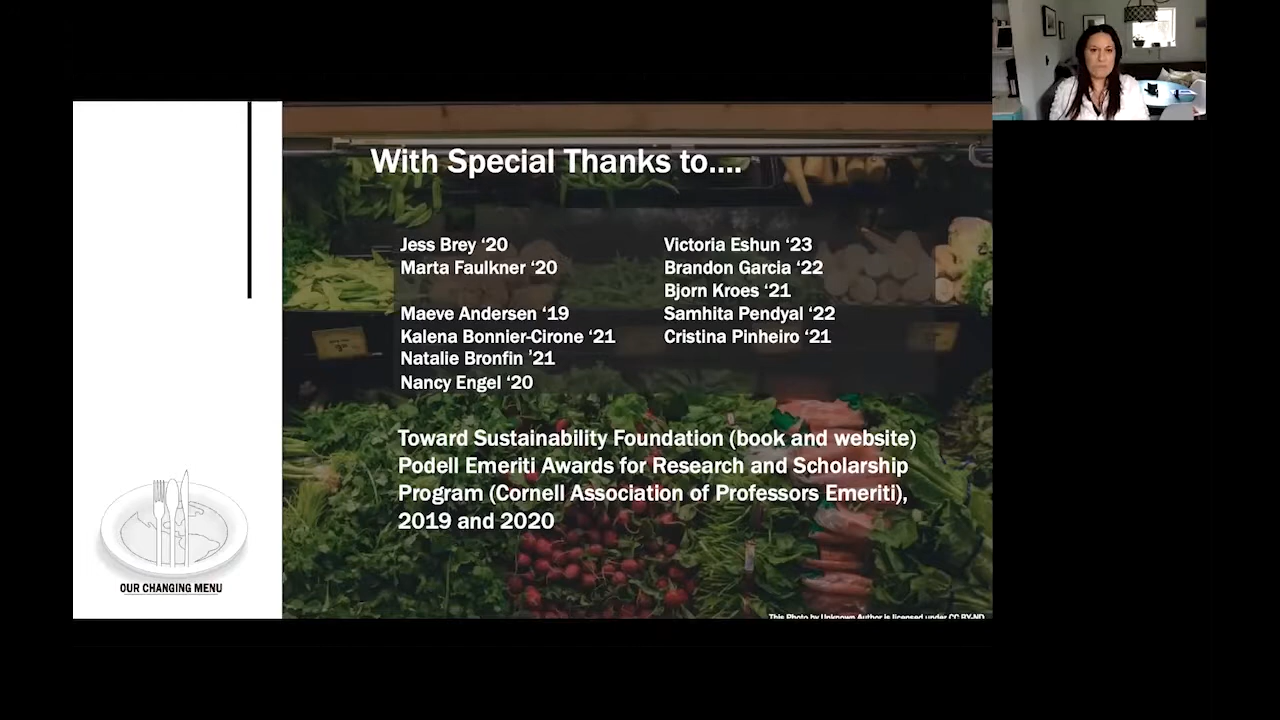 With Special Thanks to....
Jess Brey ‘20
Marta Faulkner ‘20
Maeve Andersen ‘19
Kalena Bonnier-Cirone ‘21
Natalie Bronfin ’21
Nancy Engel ‘20
Victoria Eshun ‘23
Brandon Garcia ‘22
Bjorn Kroes ‘21
Samhita Pendyal ‘22
Cristina Pinheiro ‘21
Toward Sustainability Foundation (book and website)
Podell Emeriti Awards for Research and Scholarship
Program (Cornell Association of Professors Emeriti),
2019 and 2020
OUR CHANGING MENU
This Photo by Unknown Author is licensed under CC BY-ND